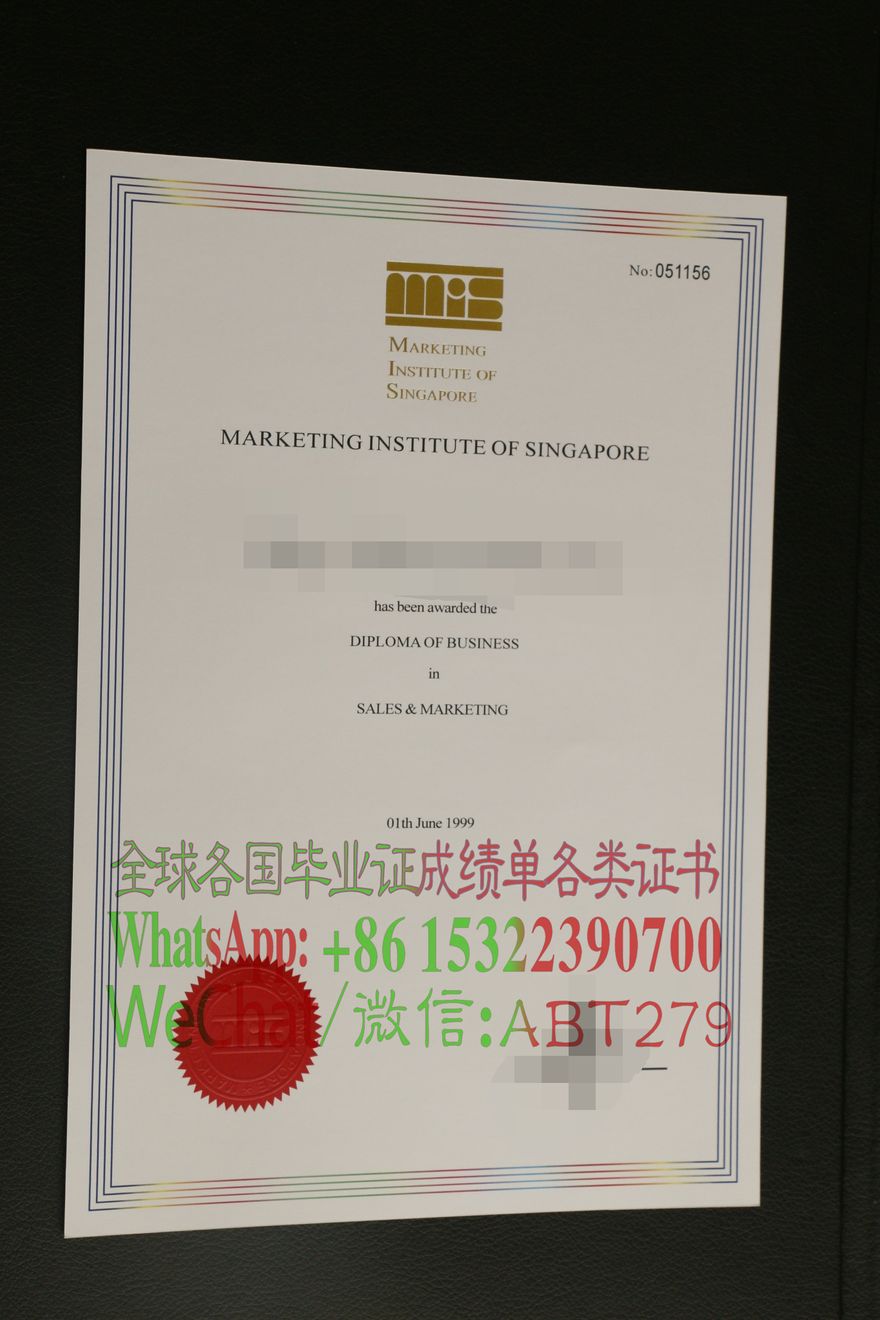 No: 051156
mis
MARKETING
INSTITUTE OF
SINGAPORE
MARKETING INSTITUTE OF SINGAPORE
has been awarded the
DIPLOMA OF BUSINESS
in
SALES & MARKETING
01th June 1999
全球各国毕业证成绩单各类证书
WhatsApp: +86 15322390700
WeChat/微信:ABT279